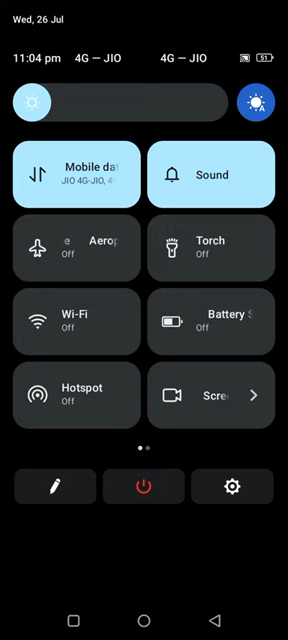 Wed, 26 Jul
11:04 pm 4G — JIO 4G — JIO 51
A
Mobile dat
JIO 4G-JIO, 4
Sound
e Aerop
Off
Torch
Off
Wi-Fi
Off
Battery S
Off
Hotspot
Off
Scree